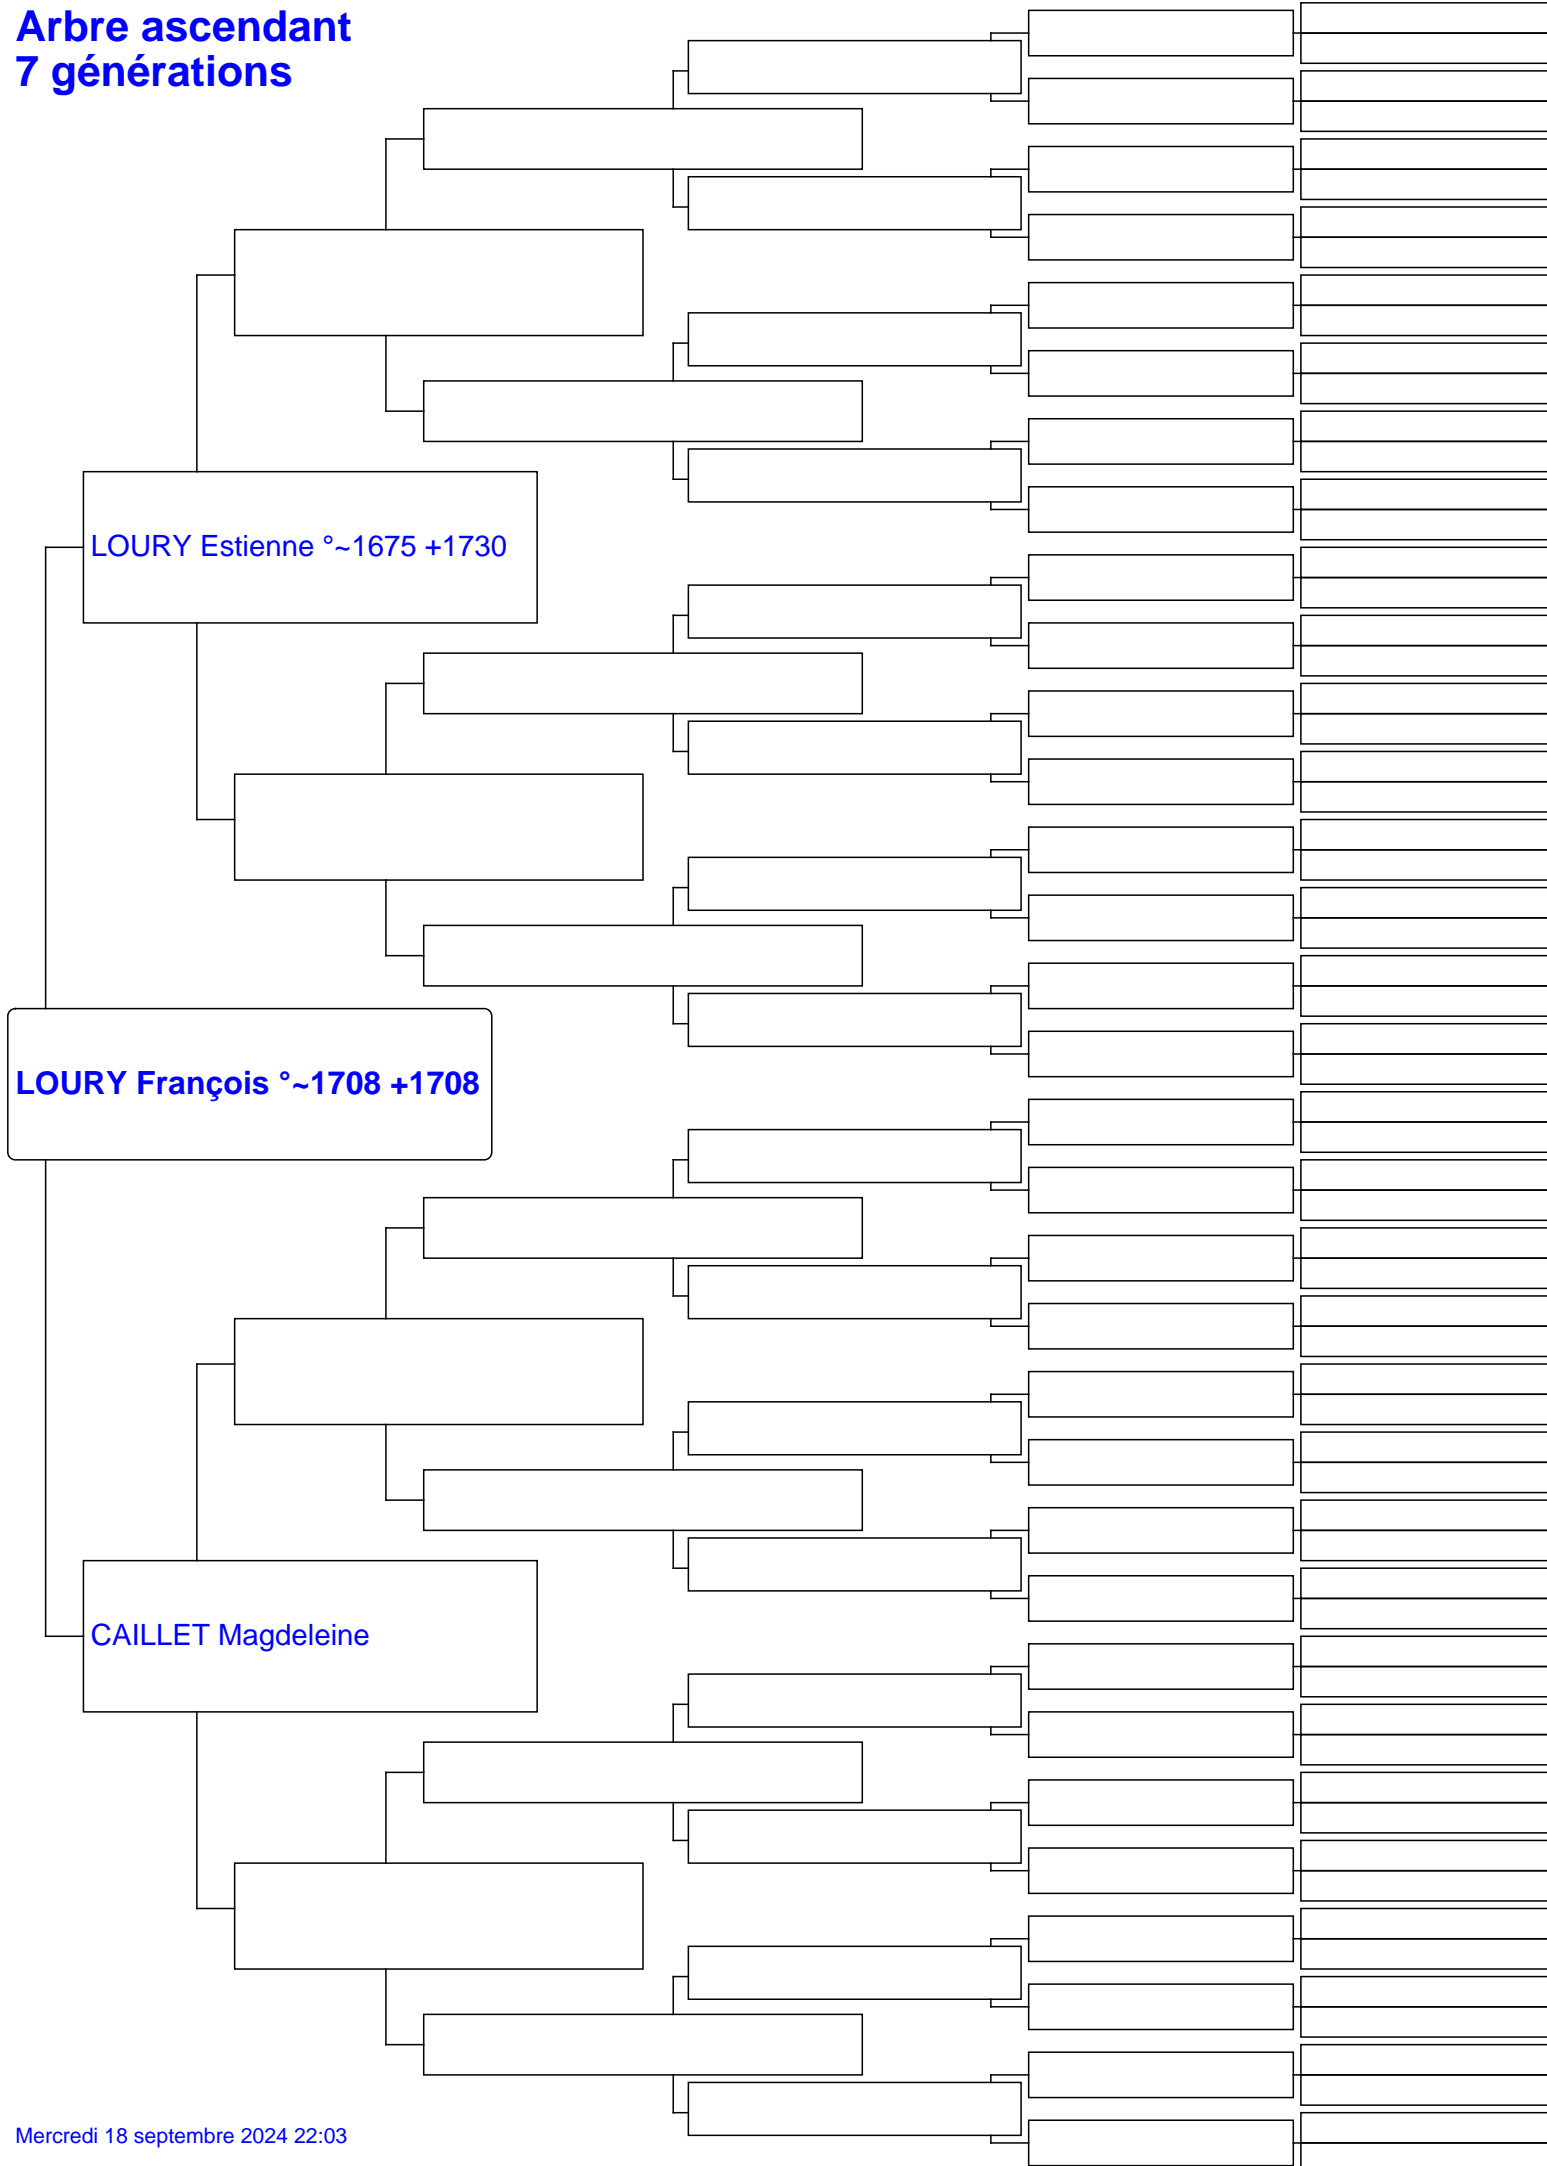 Arbre ascendant
7 générations
LOURY Estienne °~1675 +1730
LOURY François °~1708 +1708
CAILLET Magdeleine
Mercredi 18 septembre 2024 22:03